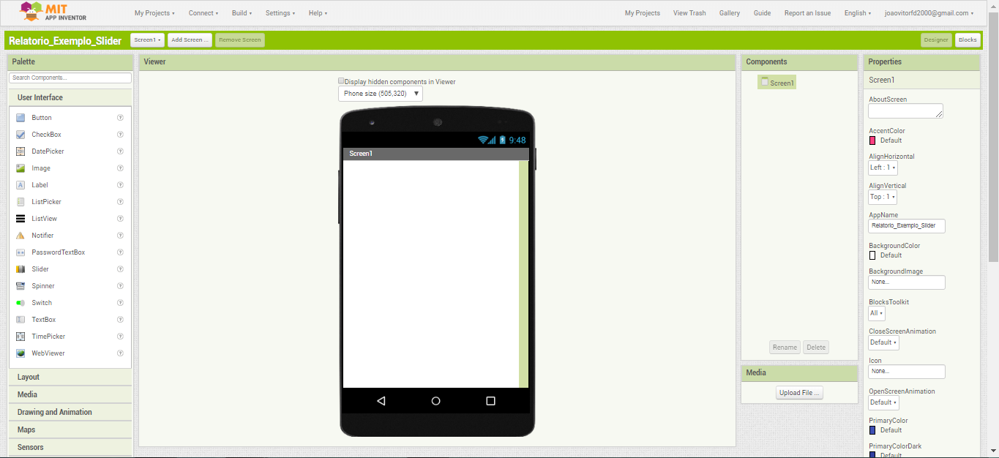 MIT
APP INVENTOR
My Projects Connect Build Settings Help
My Projects View Trash Gallery Guide Report an Issue English joaovitorfd2000@gmail.com
Relatorio_Exemplo_Slider Screen1 Add Screen ... Remove Screen Designer Blocks
Palette
Search Components...
User Interface
Button
CheckBox
DatePicker
Image
Label
ListPicker
ListView
Notifier
PasswordTextBox
Slider
Spinner
Switch
TextBox
TimePicker
WebViewer
Layout
Media
Drawing and Animation
Maps
Sensors
Viewer
Display hidden components in Viewer
Phone size (505,320)
9:48
Screen1
Components
Screen1
Rename Delete
Media
Upload File ...
Properties
Screen1
AboutScreen
AccentColor
Default
AlignHorizontal
Left : 1
AlignVertical
Top : 1
AppName
Relatorio_Exemplo_Slider
BackgroundColor
Default
BackgroundImage
None...
BlocksToolkit
All
CloseScreenAnimation
Default
Icon
None...
OpenScreenAnimation
Default
PrimaryColor
Default
PrimaryColorDark
Default